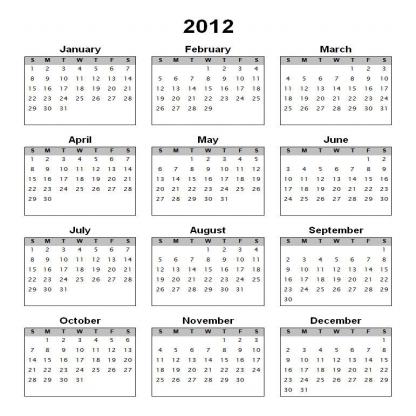 2012
January February March
S M T W T F S S M T W T F S S M T W T F S
1 2 3 4 5 6 7 1 2 3 4 1 2 3
8 9 10 11 12 13 14 5 6 7 8 9 10 11 4 5 6 7 8 9 10
15 16 17 18 19 20 21 12 13 14 15 16 17 18 11 12 13 14 15 16 17
22 23 24 25 26 27 28 19 20 21 22 23 24 25 18 19 20 21 22 23 24
29 30 31 26 27 28 29 25 26 27 28 29 30 31
April May June
S M T W T F S S M T W T F S S M T W T F S
1 2 3 4 5 6 7 1 2 3 4 5 1 2
8 9 10 11 12 13 14 6 7 8 9 10 11 12 3 4 5 6 7 8 9
15 16 17 18 19 20 21 13 14 15 16 17 18 19 10 11 12 13 14 15 16
22 23 24 25 26 27 28 20 21 22 23 24 25 26 17 18 19 20 21 22 23
29 30 27 28 29 30 31 24 25 26 27 28 29 30
July August September
S M T W T F S S M T W T F S S M T W T F S
1 2 3 4 5 6 7 1 2 3 4 1
8 9 10 11 12 13 14 5 6 7 8 9 10 11 2 3 4 5 6 7 8
15 16 17 18 19 20 21 12 13 14 15 16 17 18 9 10 11 12 13 14 15
22 23 24 25 26 27 28 19 20 21 22 23 24 25 16 17 18 19 20 21 22
29 30 31 26 27 28 29 30 31 23 24 25 26 27 28 29
30
October November December
S M T W T F S S M T W T F S S M T W T F S
1 2 3 4 5 6 1 2 3 1
7 8 9 10 11 12 13 4 5 6 7 8 9 10 2 3 4 5 6 7 8
14 15 16 17 18 19 20 11 12 13 14 15 16 17 9 10 11 12 13 14 15
21 22 23 24 25 26 27 18 19 20 21 22 23 24 16 17 18 19 20 21 22
28 29 30 31 25 26 27 28 29 30 23 24 25 26 27 28 29
30 31